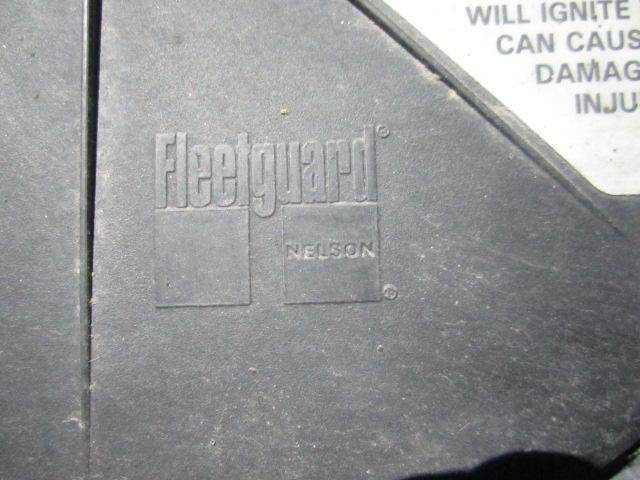 WILL IGNITE
CAN CAUS
DAMAG
INJU
Fleetguard®
NELSON
®